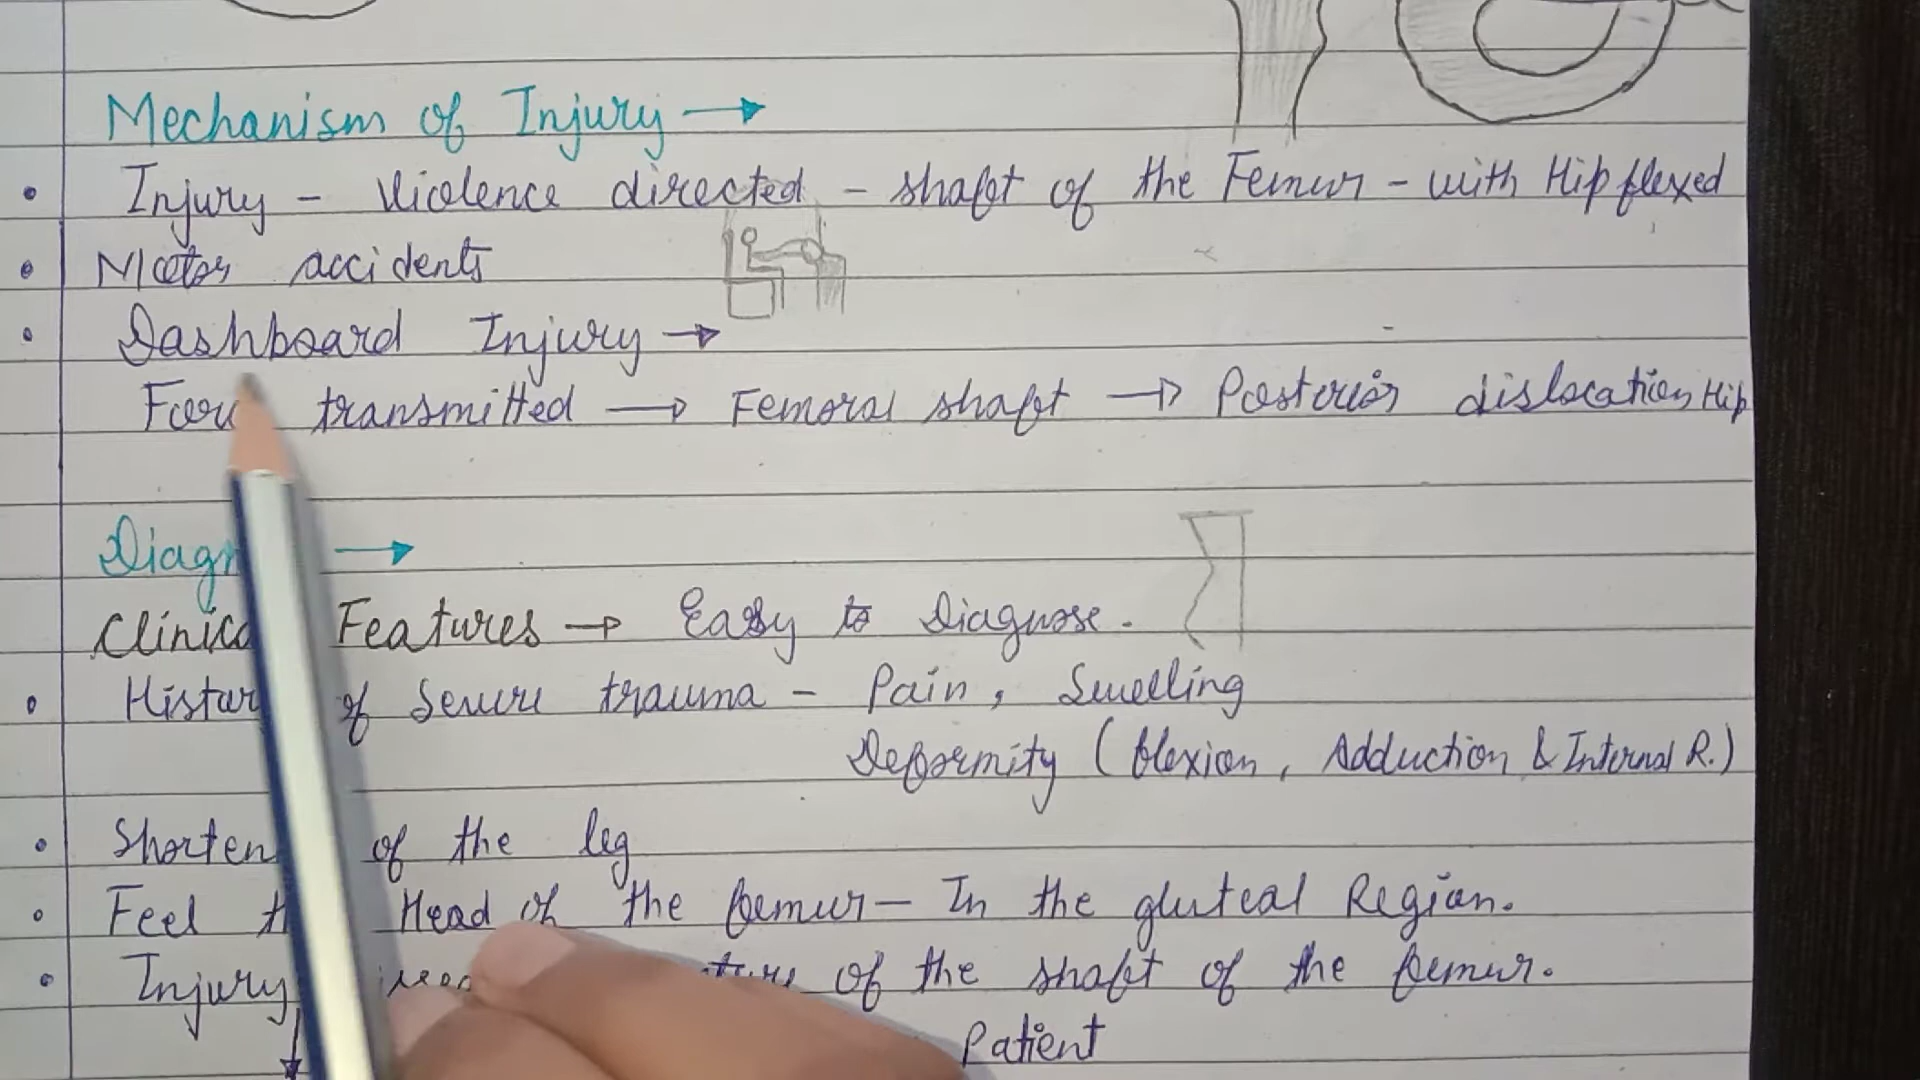 Mechanism of Injury →
• Injury - Violence directed - shaft of the Femur - with Hip flexed
• Motor accidents
• Dashboard Injury →
transmitted → Femoral shaft → Posterior dislocation Hip
→
Features → Easy to Diagnose.
• of Severe trauma - Pain, Swelling
Deformity (flexion, Adduction & Internal R.)
• of the leg
• Feel Head of the femur - In the gluteal Region.
• Injury of the shaft of the femur.
Patient